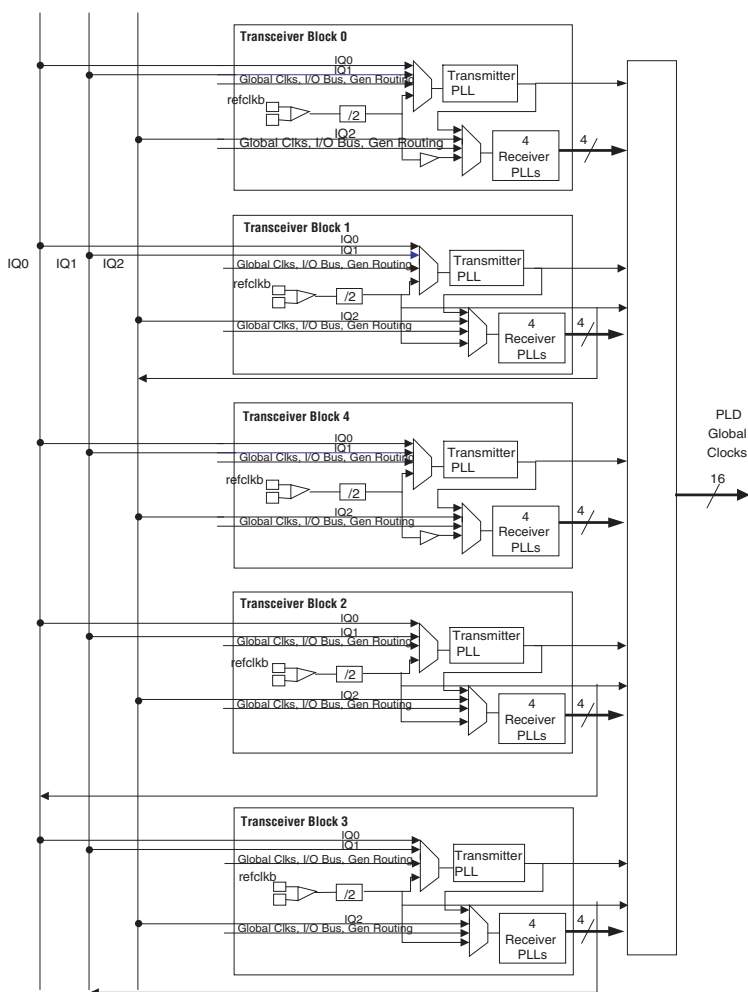 Transceiver Block 0
IQ0
IQ1
Global Clks, I/O Bus, Gen Routing
Transmitter
PLL
refclkb
/2
IQ2
Global Clks, I/O Bus, Gen Routing
4
Receiver
PLLs
4
Transceiver Block 1
IQ0
IQ1
Global Clks, I/O Bus, Gen Routing
Transmitter
PLL
IQ0
IQ1
IQ2
refclkb
/2
IQ2
Global Clks, I/O Bus, Gen Routing
4
Receiver
PLLs
4
Transceiver Block 4
IQ0
IQ1
Global Clks, I/O Bus, Gen Routing
Transmitter
PLL
refclkb
/2
IQ2
Global Clks, I/O Bus, Gen Routing
4
Receiver
PLLs
4
PLD
Global
Clocks
16
Transceiver Block 2
IQ0
IQ1
Global Clks, I/O Bus, Gen Routing
Transmitter
PLL
refclkb
/2
IQ2
Global Clks, I/O Bus, Gen Routing
4
Receiver
PLLs
4
Transceiver Block 3
IQ0
IQ1
Global Clks, I/O Bus, Gen Routing
Transmitter
PLL
refclkb
/2
IQ2
Global Clks, I/O Bus, Gen Routing
4
Receiver
PLLs
4